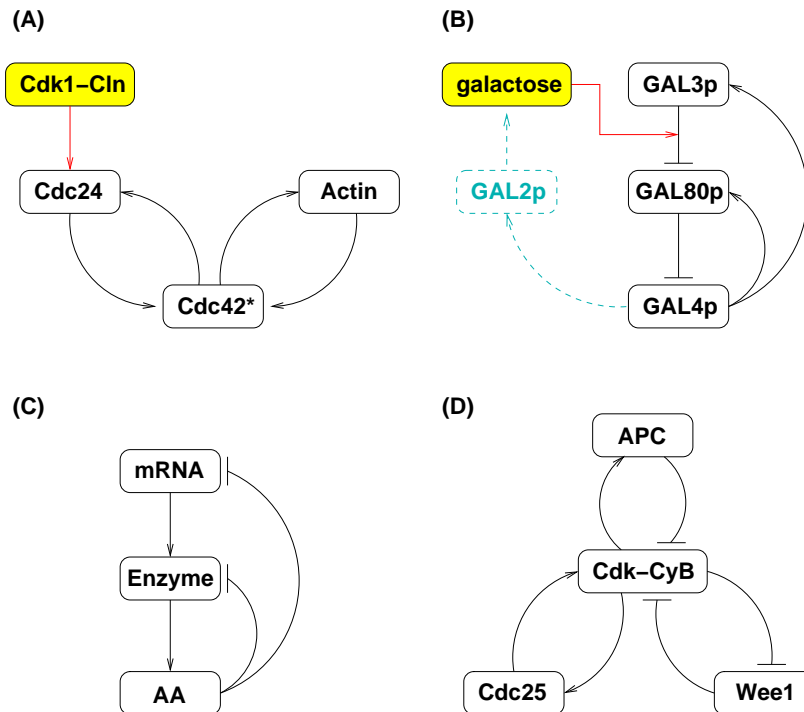 (A)
Cdk1–Cln
Cdc24
Actin
Cdc42*
(B)
galactose
GAL3p
GAL2p
GAL80p
GAL4p
(C)
mRNA
Enzyme
AA
(D)
APC
Cdk–CyB
Cdc25
Wee1